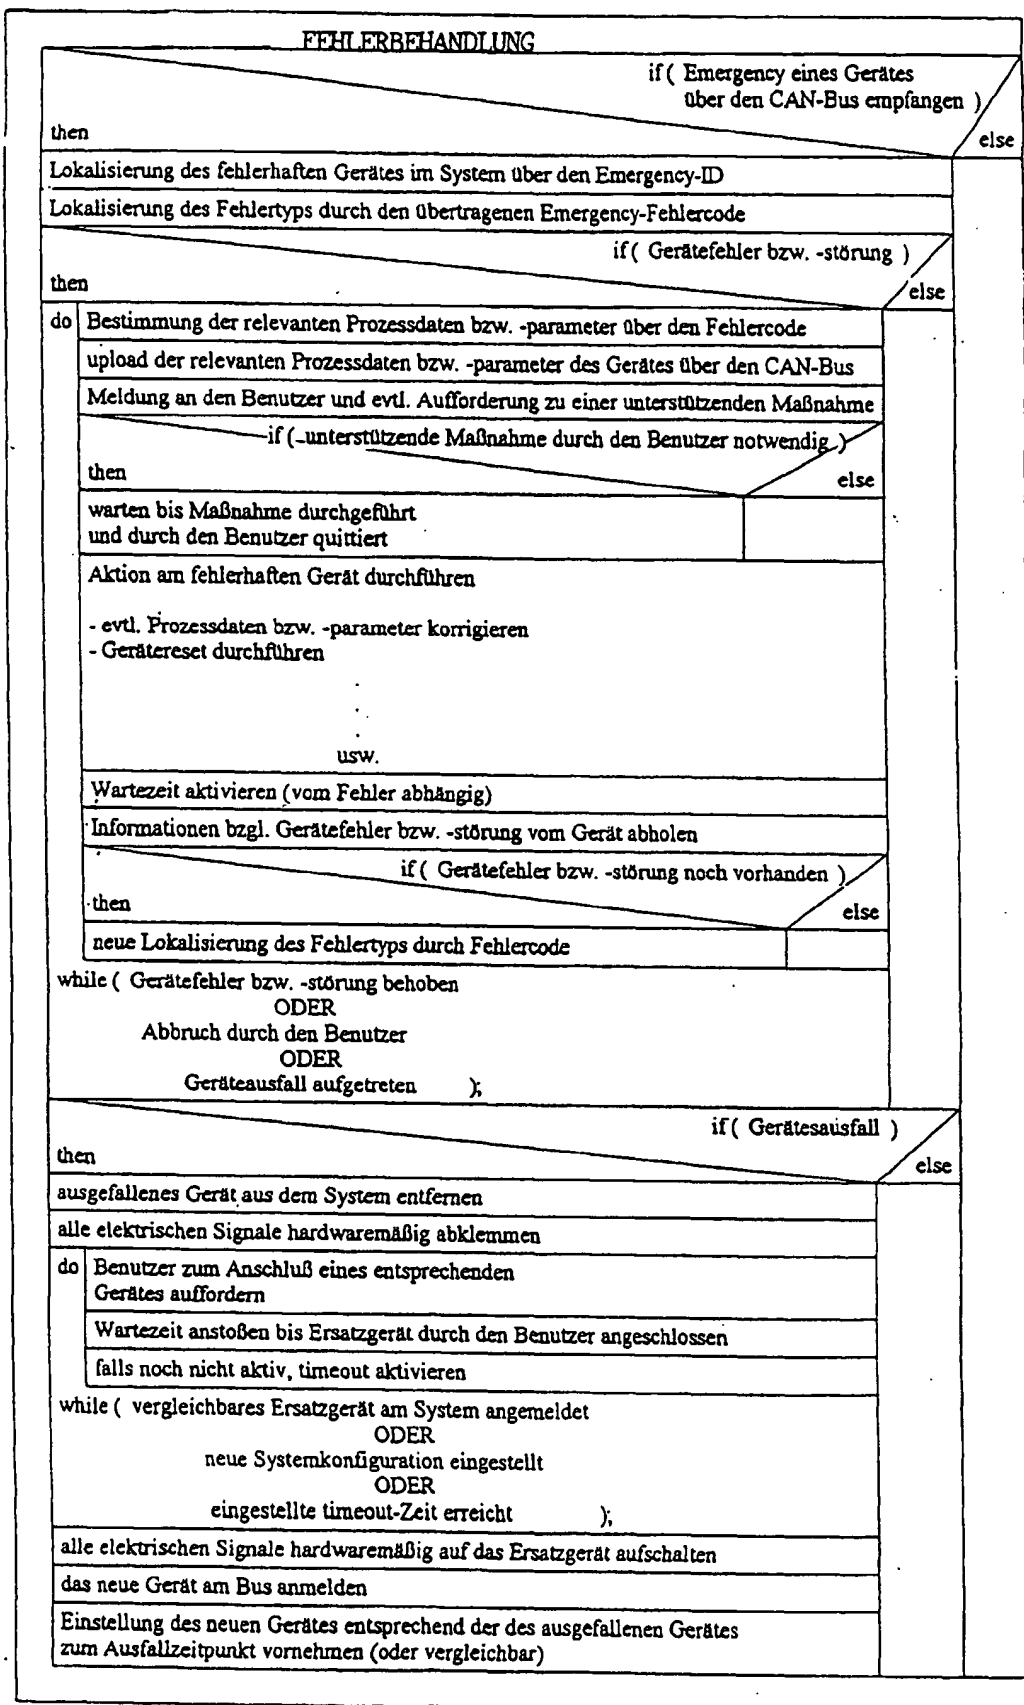 FEHLERBEHANDLUNG
if ( Emergency eines Gerätes
über den CAN-Bus empfangen )
then
else
Lokalisierung des fehlerhaften Gerätes im System über den Emergency-ID
Lokalisierung des Fehlertyps durch den übertragenen Emergency-Fehlercode
if ( Gerätefehler bzw. -störung )
then
else
do Bestimmung der relevanten Prozessdaten bzw. -parameter über den Fehlercode
upload der relevanten Prozessdaten bzw. -parameter des Gerätes über den CAN-Bus
Meldung an den Benutzer und evtl. Aufforderung zu einer unterstützenden Maßnahme
if ( unterstützende Maßnahme durch den Benutzer notwendig )
then
else
warten bis Maßnahme durchgeführt
und durch den Benutzer quittiert
Aktion am fehlerhaften Gerät durchführen
- evtl. Prozessdaten bzw. -parameter korrigieren
- Gerätereset durchführen
.
.
.
usw.
Wartezeit aktivieren (vom Fehler abhängig)
Informationen bzgl. Gerätefehler bzw. -störung vom Gerät abholen
if ( Gerätefehler bzw. -störung noch vorhanden )
then
else
neue Lokalisierung des Fehlertyps durch Fehlercode
while ( Gerätefehler bzw. -störung behoben
ODER
Abbruch durch den Benutzer
ODER
Geräteausfall aufgetreten );
if ( Gerätesausfall )
then
else
ausgefallenes Gerät aus dem System entfernen
alle elektrischen Signale hardwaremäßig abklemmen
do Benutzer zum Anschluß eines entsprechenden
Gerätes auffordern
Wartezeit anstoßen bis Ersatzgerät durch den Benutzer angeschlossen
falls noch nicht aktiv, timeout aktivieren
while ( vergleichbares Ersatzgerät am System angemeldet
ODER
neue Systemkonfiguration eingestellt
ODER
eingestellte timeout-Zeit erreicht );
alle elektrischen Signale hardwaremäßig auf das Ersatzgerät aufschalten
das neue Gerät am Bus anmelden
Einstellung des neuen Gerätes entsprechend der des ausgefallenen Gerätes
zum Ausfallzeitpunkt vornehmen (oder vergleichbar)